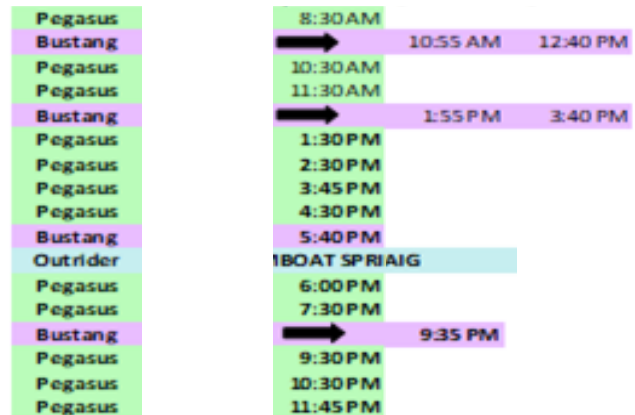 Pegasus 8:30AM
Bustang 10:55 AM 12:40 PM
Pegasus 10:30AM
Pegasus 11:30AM
Bustang 1:55PM 3:40 PM
Pegasus 1:30PM
Pegasus 2:30PM
Pegasus 3:45PM
Pegasus 4:30PM
Bustang 5:40PM
Outrider MBOAT SPRIAIG
Pegasus 6:00PM
Pegasus 7:30PM
Bustang 9:35 PM
Pegasus 9:30PM
Pegasus 10:30PM
Pegasus 11:45PM